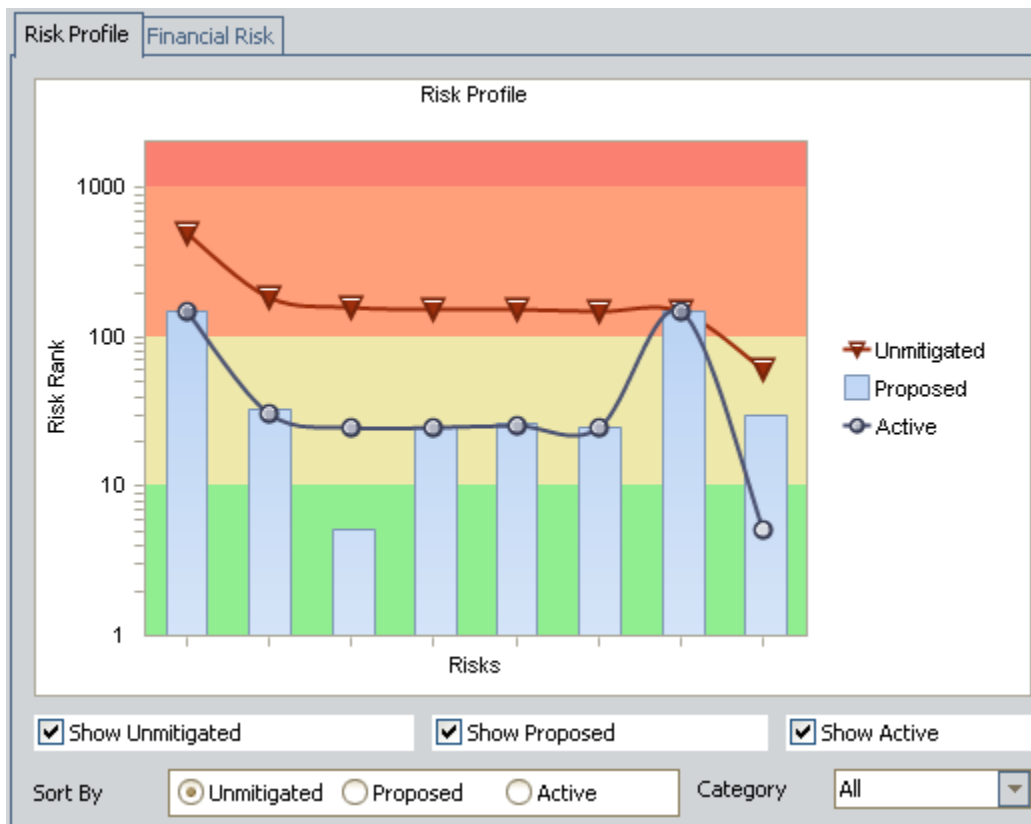 Risk Profile Financial Risk
Risk Profile
1000
100
10
1
Risk Rank
Risks
Unmitigated
Proposed
Active
Show Unmitigated Show Proposed Show Active
Sort By Unmitigated Proposed Active Category All